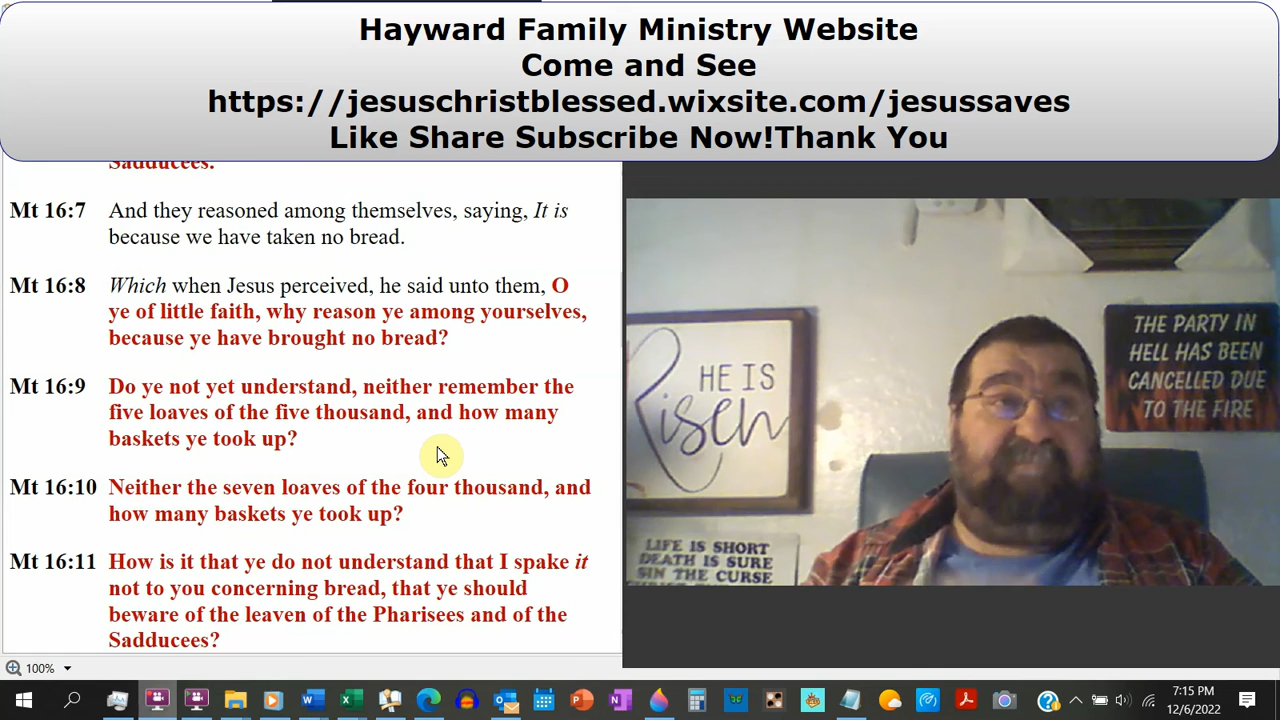 Hayward Family Ministry Website
Come and See
https://jesuschristblessed.wixsite.com/jesussaves
Like Share Subscribe Now!Thank You
Sadducees.
Mt 16:7 And they reasoned among themselves, saying, It is
because we have taken no bread.
Mt 16:8 Which when Jesus perceived, he said unto them, O
ye of little faith, why reason ye among yourselves,
because ye have brought no bread?
Mt 16:9 Do ye not yet understand, neither remember the
five loaves of the five thousand, and how many
baskets ye took up?
Mt 16:10 Neither the seven loaves of the four thousand, and
how many baskets ye took up?
Mt 16:11 How is it that ye do not understand that I spake it
not to you concerning bread, that ye should
beware of the leaven of the Pharisees and of the
Sadducees?
HE IS
Risen
THE PARTY IN
HELL HAS BEEN
CANCELLED DUE
TO THE FIRE
LIFE IS SHORT
DEATH IS SURE
SIN THE CURSE
100%
7:15 PM
12/6/2022